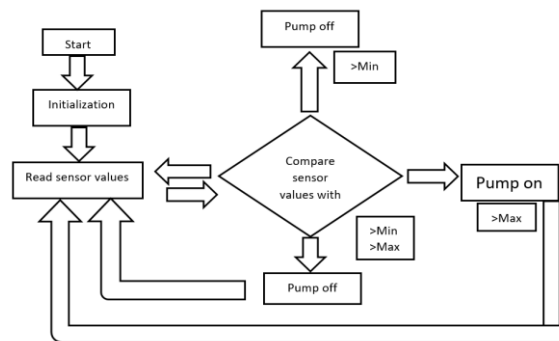 Start
Initialization
Read sensor values
Pump off
>Min
Compare
sensor
values with
Pump on
>Max
>Min
>Max
Pump off